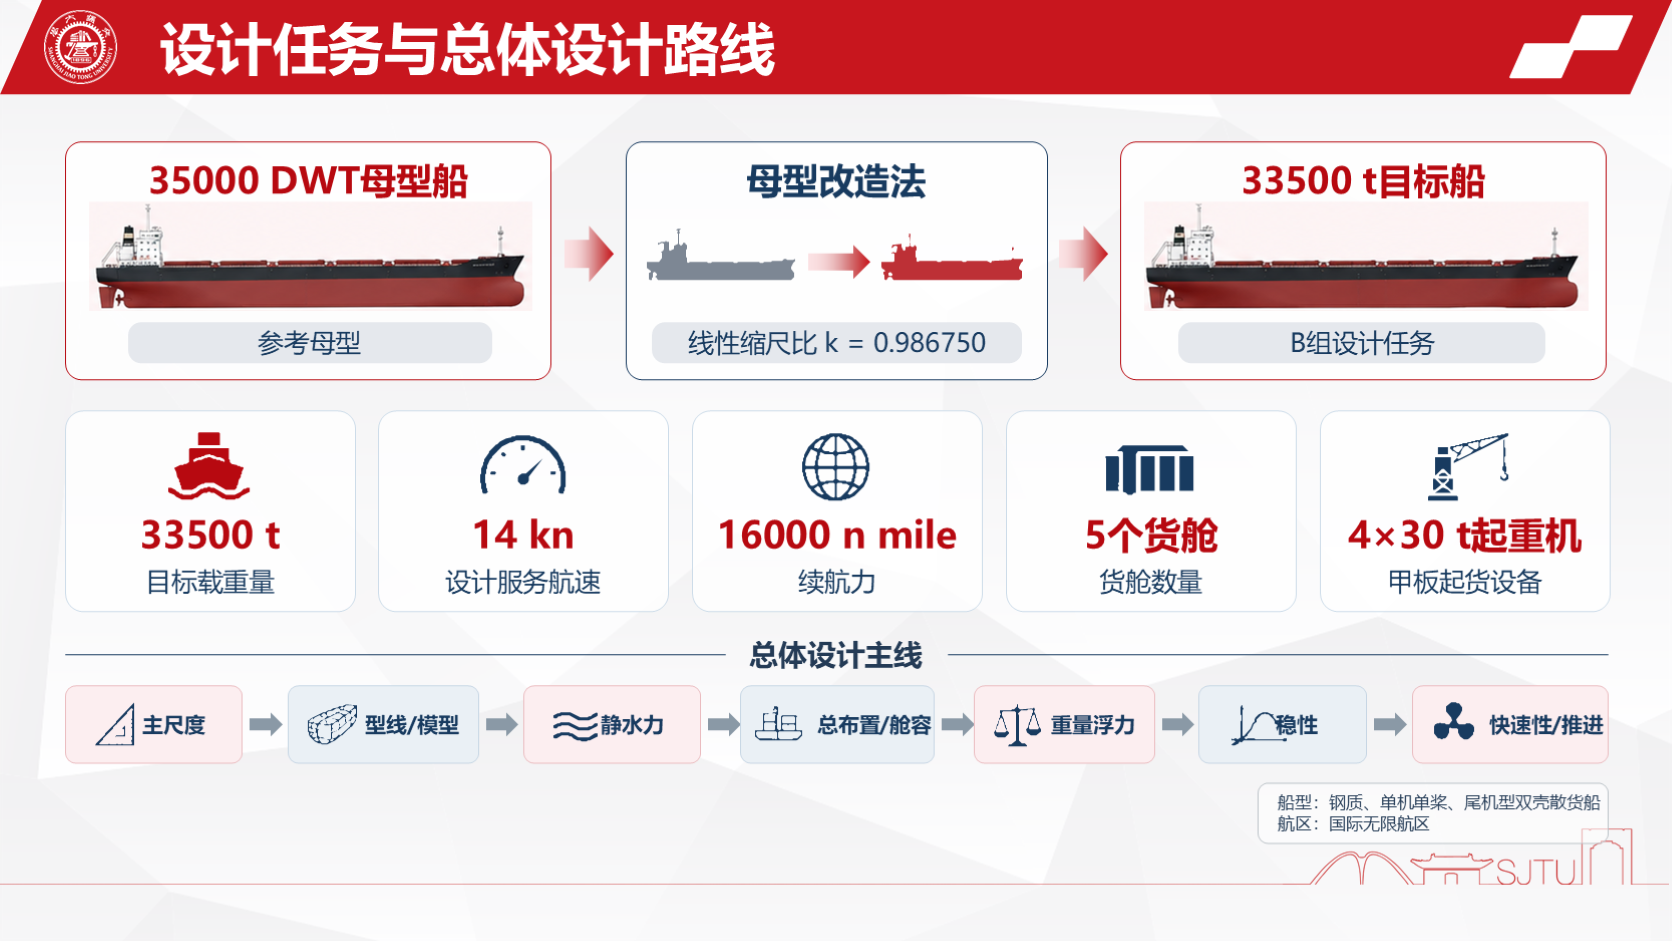 设计任务与总体设计路线
SHANGHAI JIAO TONG UNIVERSITY
35000 DWT母型船
参考母型
母型改造法
线性缩尺比 k = 0.986750
33500 t目标船
B组设计任务
33500 t
目标载重量
14 kn
设计服务航速
16000 n mile
续航力
5个货舱
货舱数量
4×30 t起重机
甲板起货设备
总体设计主线
主尺度
型线/模型
静水力
总布置/舱容
重量浮力
稳性
快速性/推进
船型：钢质、单机单桨、尾机型双壳散货船
航区：国际无限航区
SJTU